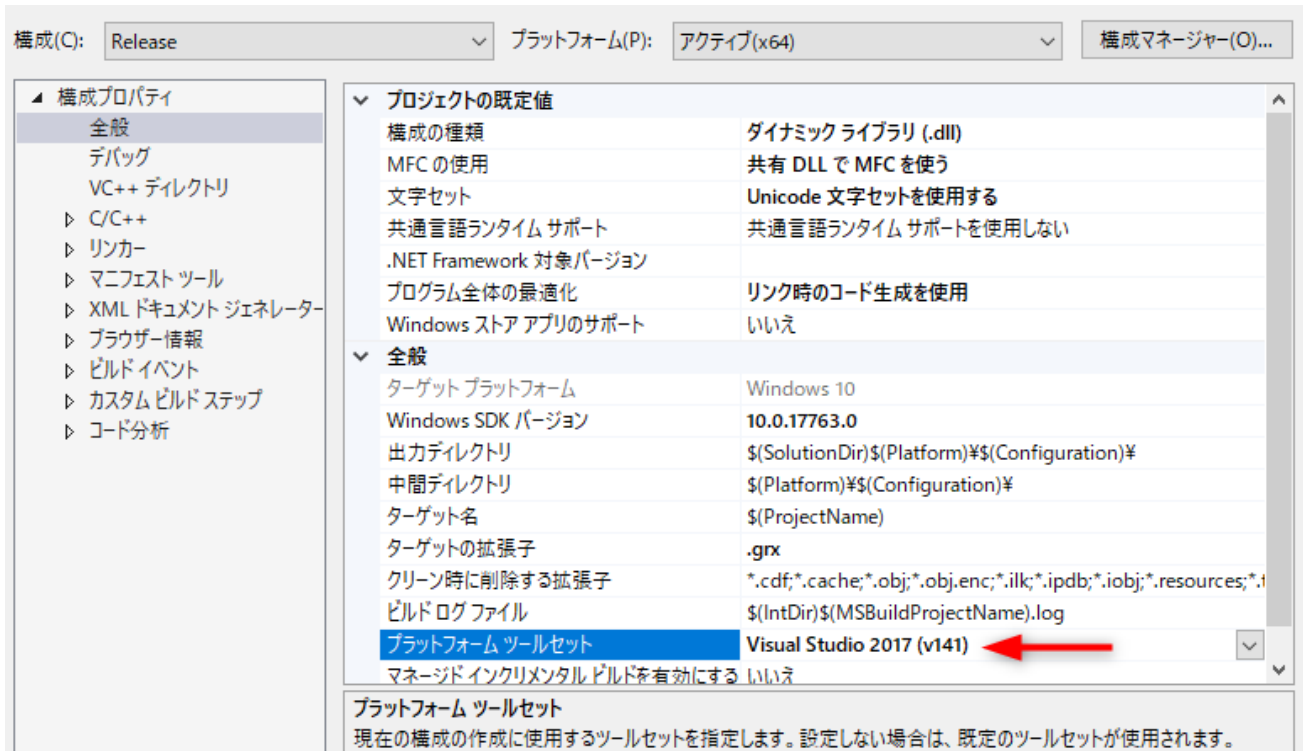 構成(C): Release プラットフォーム(P): アクティブ(x64) 構成マネージャー(O)...
構成プロパティ
全般
デバッグ
VC++ ディレクトリ
C/C++
リンカー
マニフェスト ツール
XML ドキュメント ジェネレーター
ブラウザー情報
ビルド イベント
カスタム ビルド ステップ
コード分析
プロジェクトの既定値
構成の種類 ダイナミック ライブラリ (.dll)
MFC の使用 共有 DLL で MFC を使う
文字セット Unicode 文字セットを使用する
共通言語ランタイム サポート 共通言語ランタイム サポートを使用しない
.NET Framework 対象バージョン
プログラム全体の最適化 リンク時のコード生成を使用
Windows ストア アプリのサポート いいえ
全般
ターゲット プラットフォーム Windows 10
Windows SDK バージョン 10.0.17763.0
出力ディレクトリ $(SolutionDir)$(Platform)¥$(Configuration)¥
中間ディレクトリ $(Platform)¥$(Configuration)¥
ターゲット名 $(ProjectName)
ターゲットの拡張子 .grx
クリーン時に削除する拡張子 *.cdf;*.cache;*.obj;*.obj.enc;*.ilk;*.ipdb;*.iobj;*.resources;*.t
ビルド ログ ファイル $(IntDir)$(MSBuildProjectName).log
プラットフォーム ツールセット Visual Studio 2017 (v141)
マネージド インクリメンタル ビルドを有効にする いいえ
プラットフォーム ツールセット
現在の構成の作成に使用するツールセットを指定します。設定しない場合は、既定のツールセットが使用されます。